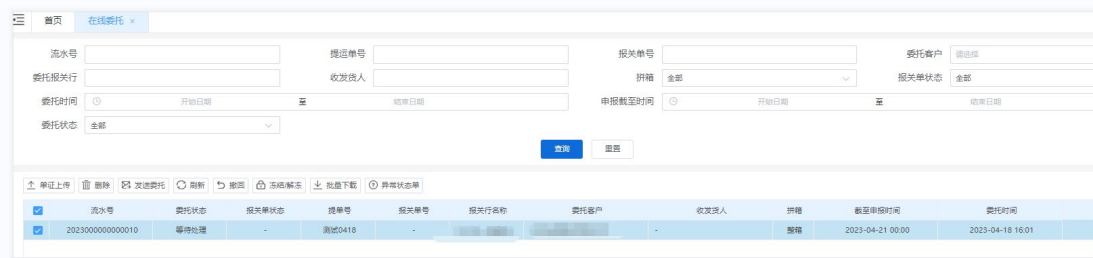 首页 在线委托 ×
流水号 提运单号 报关单号 委托客户 请选择
委托报关行 收发货人 拼箱 全部 报关单状态 全部
委托时间 开始日期 至 结束日期 申报截至时间 开始日期 至 结束日期
委托状态 全部
查询 重置
单证上传 删除 发送委托 刷新 撤回 冻结/解冻 批量下载 异常状态单
流水号 委托状态 报关单状态 提单号 报关单号 报关行名称 委托客户 收发货人 拼箱 截至申报时间 委托时间
2023000000000010 等待处理 - 测试0418 - - 整箱 2023-04-21 00:00 2023-04-18 16:01